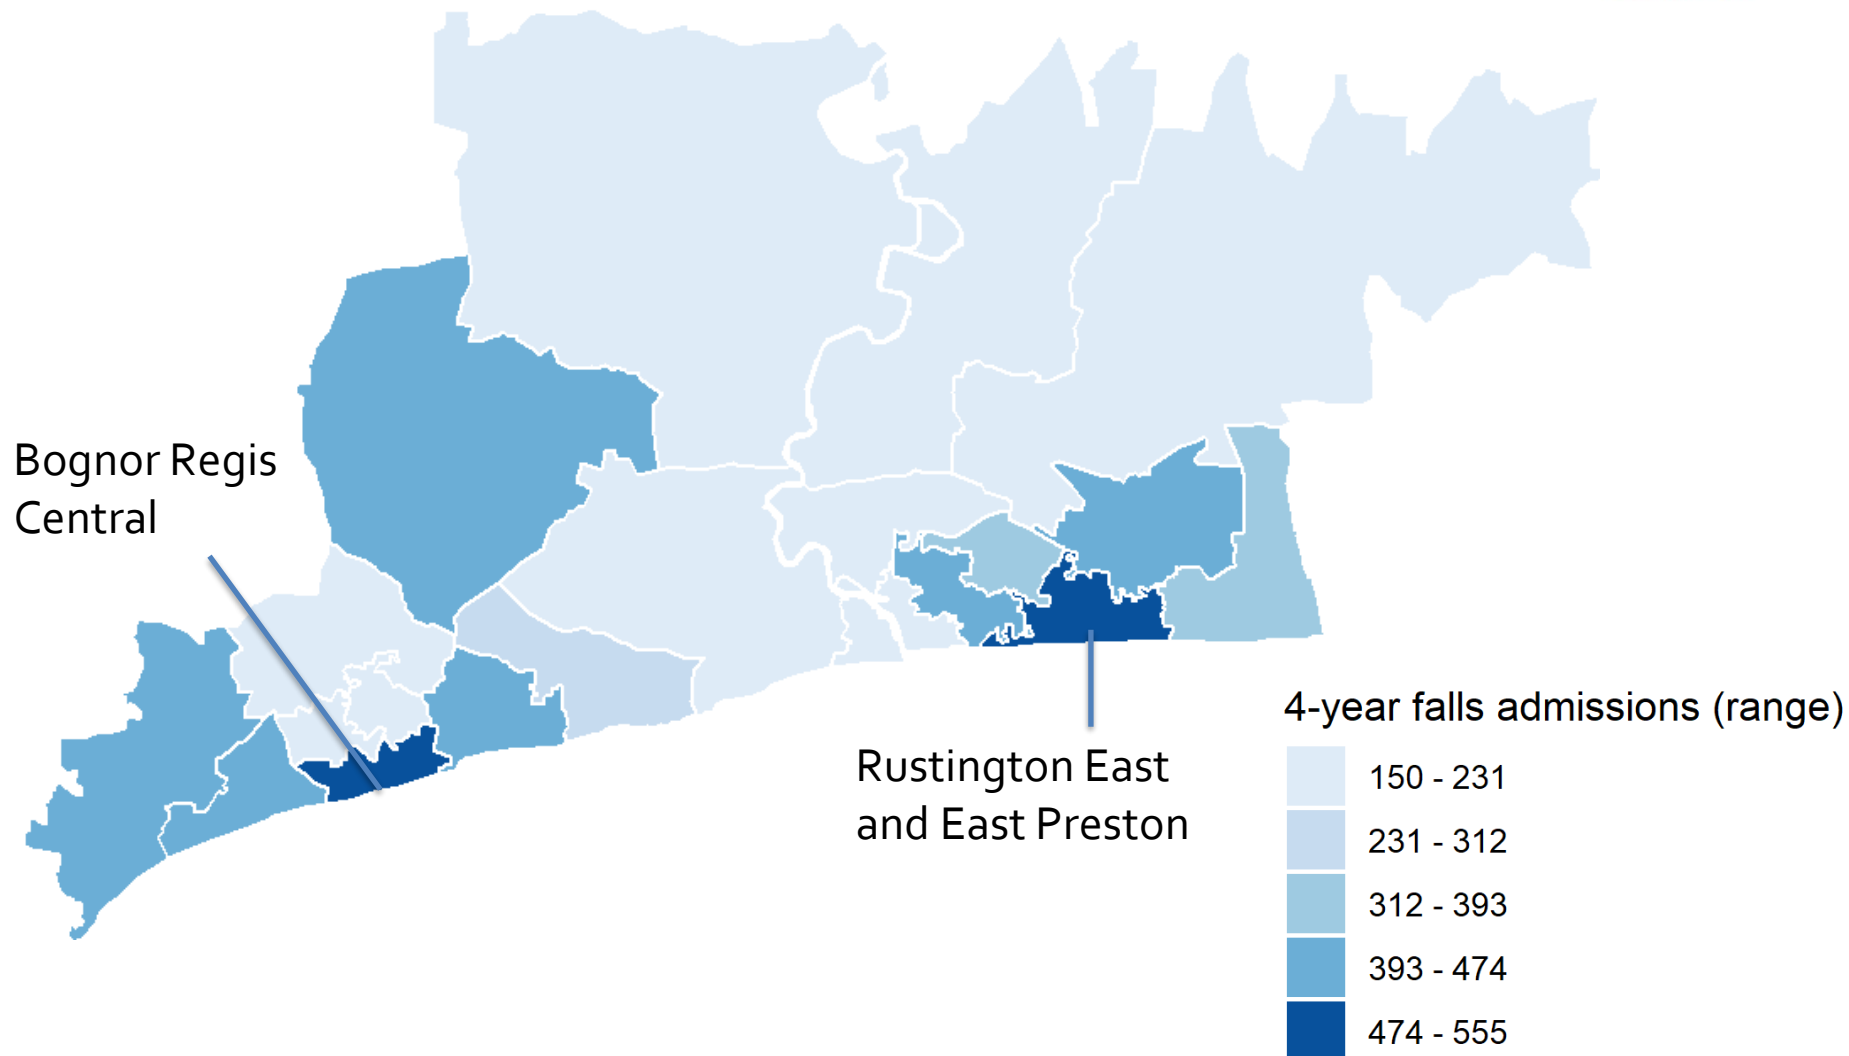 Bognor Regis
Central
Rustington East
and East Preston
4-year falls admissions (range)
150 - 231
231 - 312
312 - 393
393 - 474
474 - 555